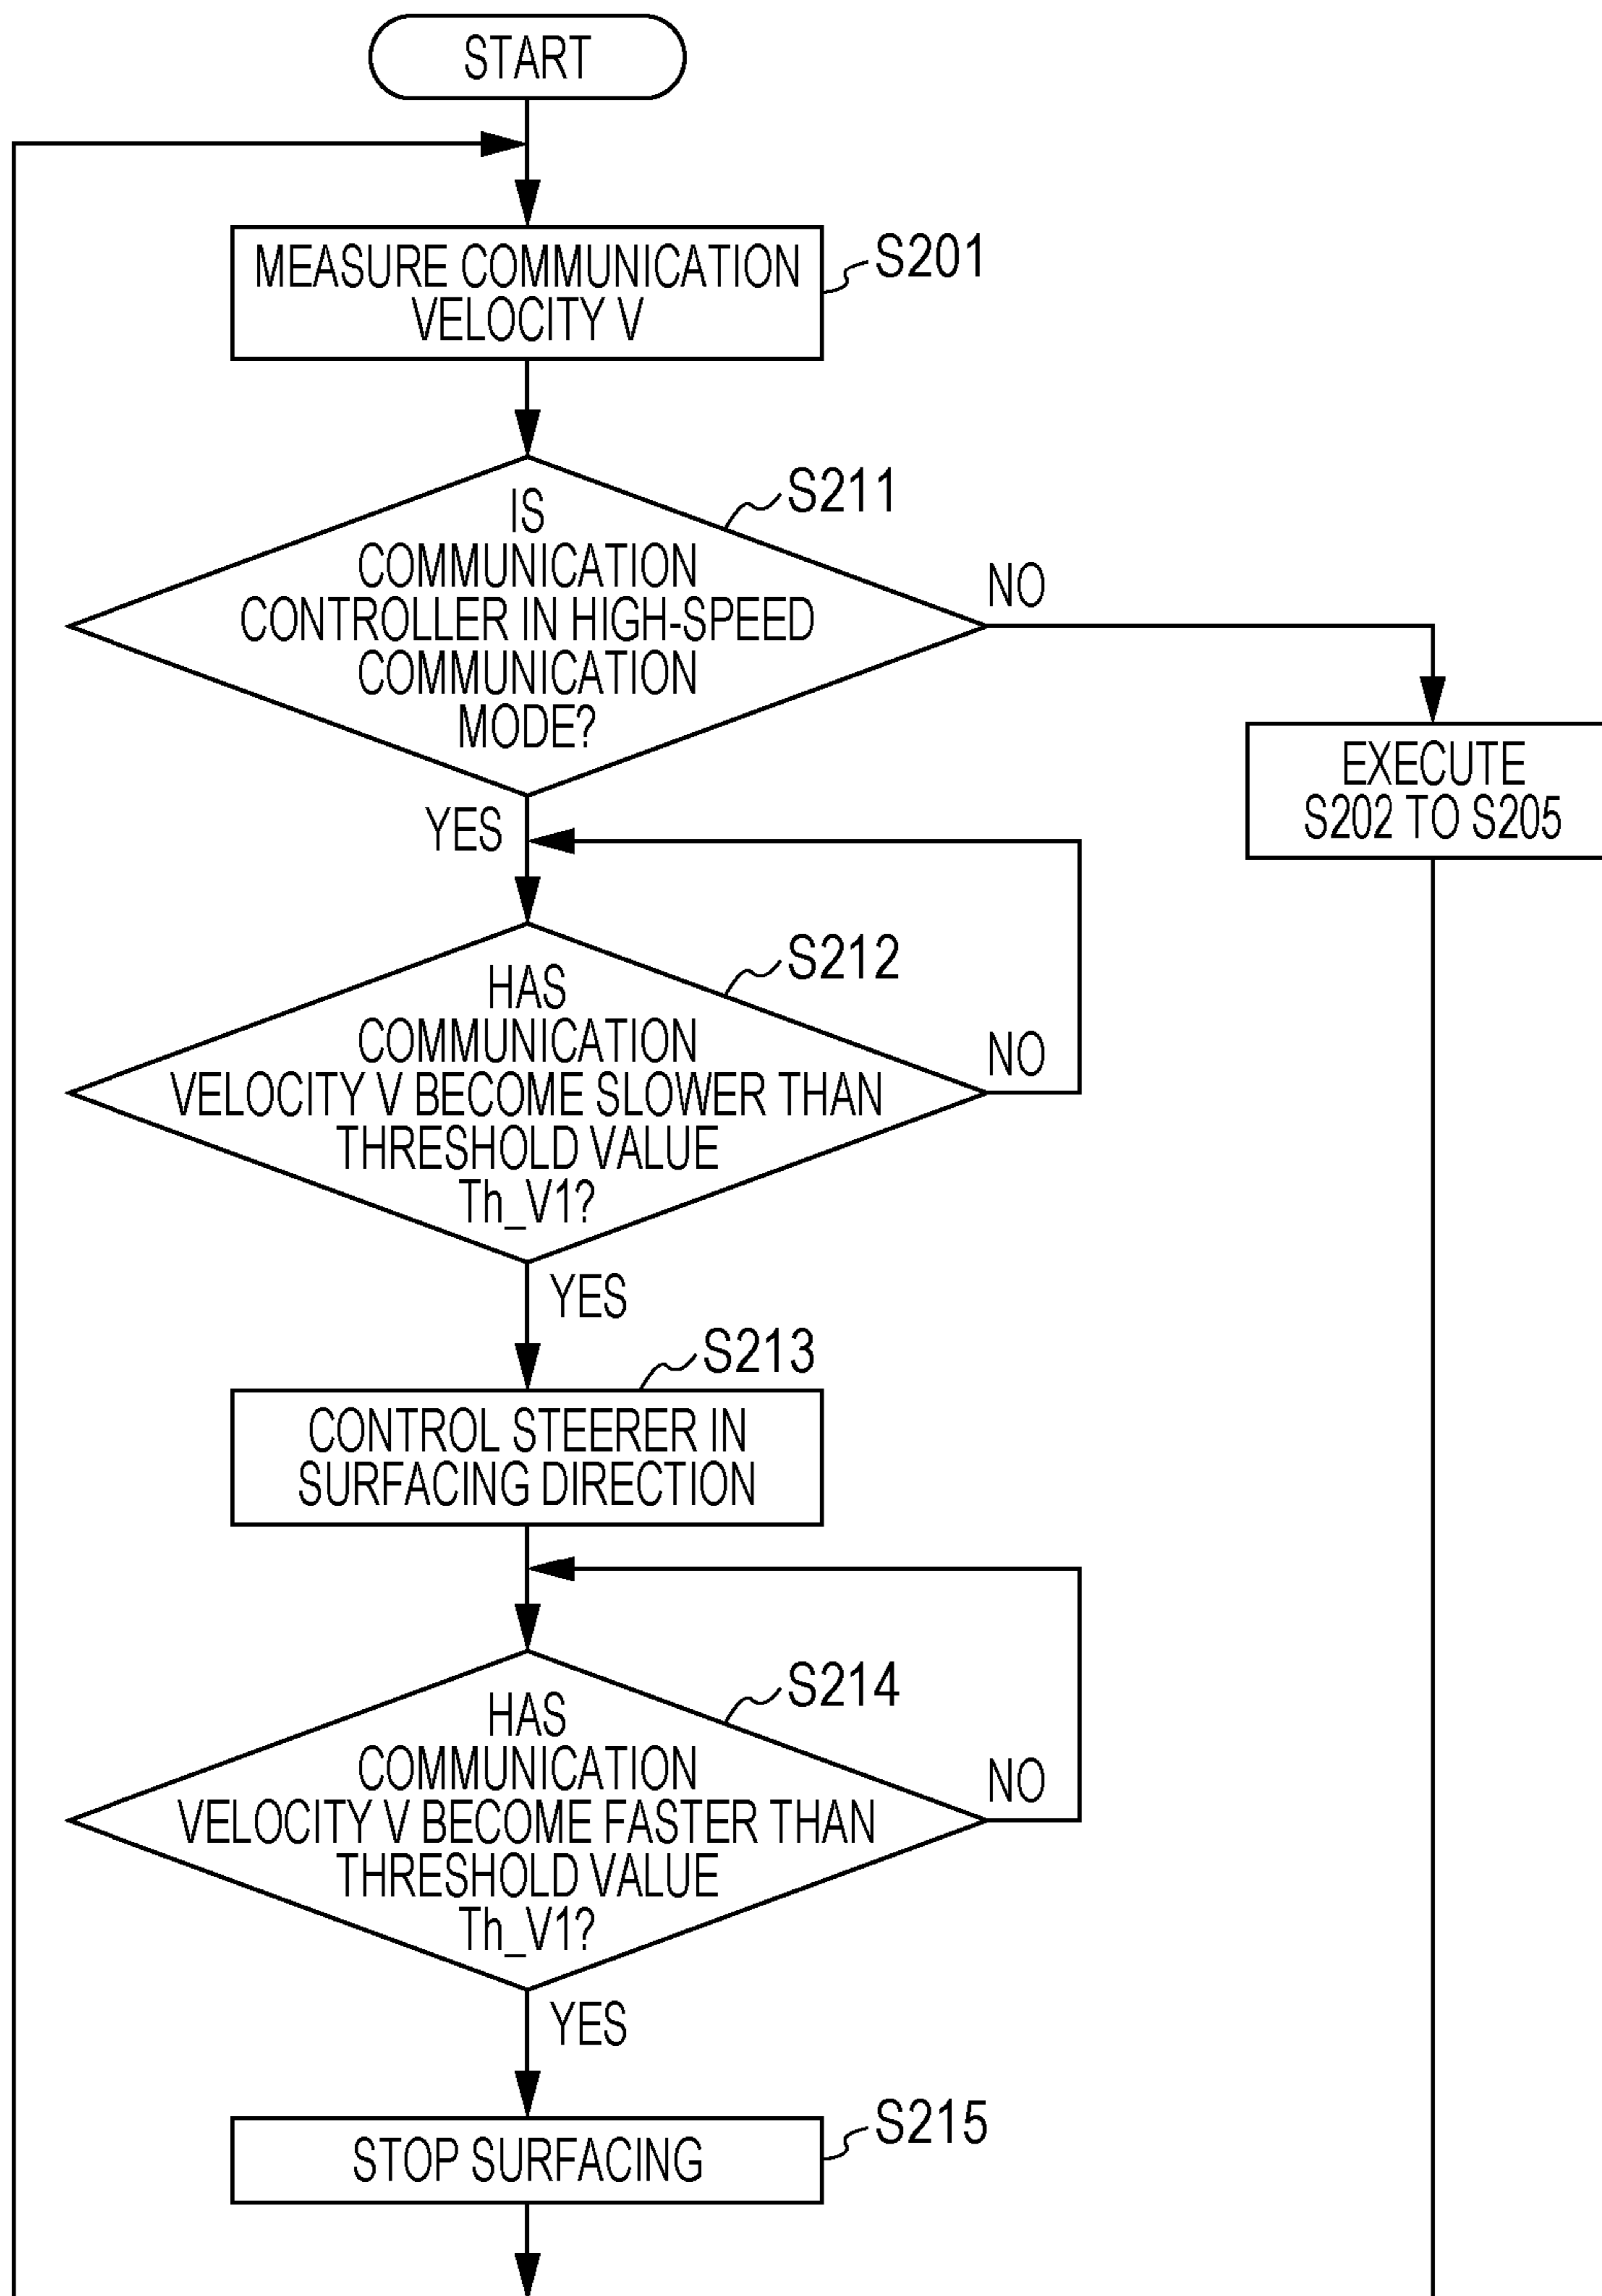 START
MEASURE COMMUNICATION
VELOCITY V
S201
IS
COMMUNICATION
CONTROLLER IN HIGH-SPEED
COMMUNICATION
MODE?
S211
NO
YES
EXECUTE
S202 TO S205
HAS
COMMUNICATION
VELOCITY V BECOME SLOWER THAN
THRESHOLD VALUE
Th_V1?
S212
NO
YES
S213
CONTROL STEERER IN
SURFACING DIRECTION
HAS
COMMUNICATION
VELOCITY V BECOME FASTER THAN
THRESHOLD VALUE
Th_V1?
S214
NO
YES
STOP SURFACING
S215